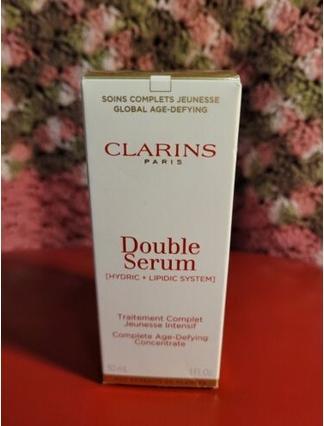 SOINS COMPLETS JEUNESSE
GLOBAL AGE-DEFYING
CLARINS
PARIS
Double
Serum
[HYDRIC + LIPIDIC SYSTEM]
Traitement Complet
Jeunesse Intensif
Complete Age-Defying
Concentrate